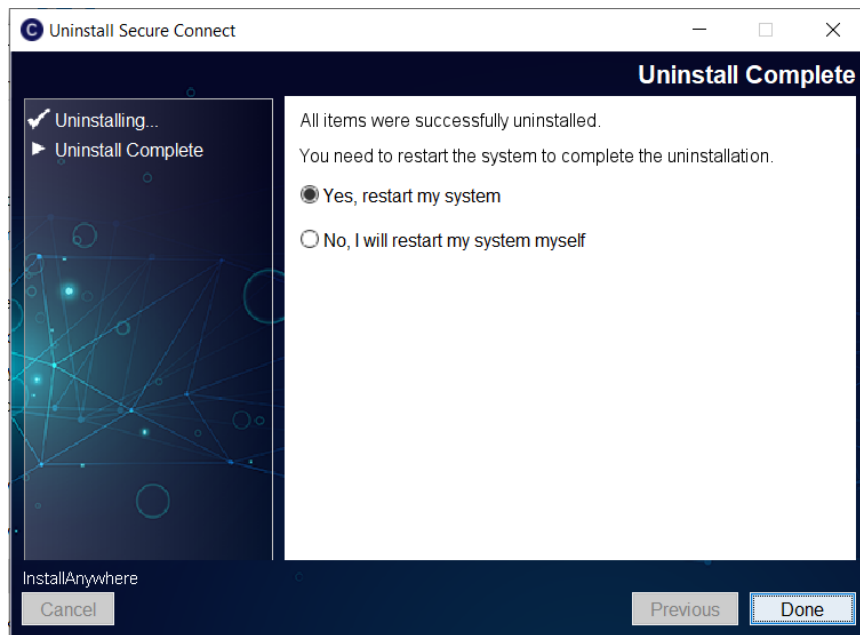 C Uninstall Secure Connect
Uninstall Complete
Uninstalling...
Uninstall Complete
All items were successfully uninstalled.
You need to restart the system to complete the uninstallation.
Yes, restart my system
No, I will restart my system myself
InstallAnywhere
Cancel
Previous
Done